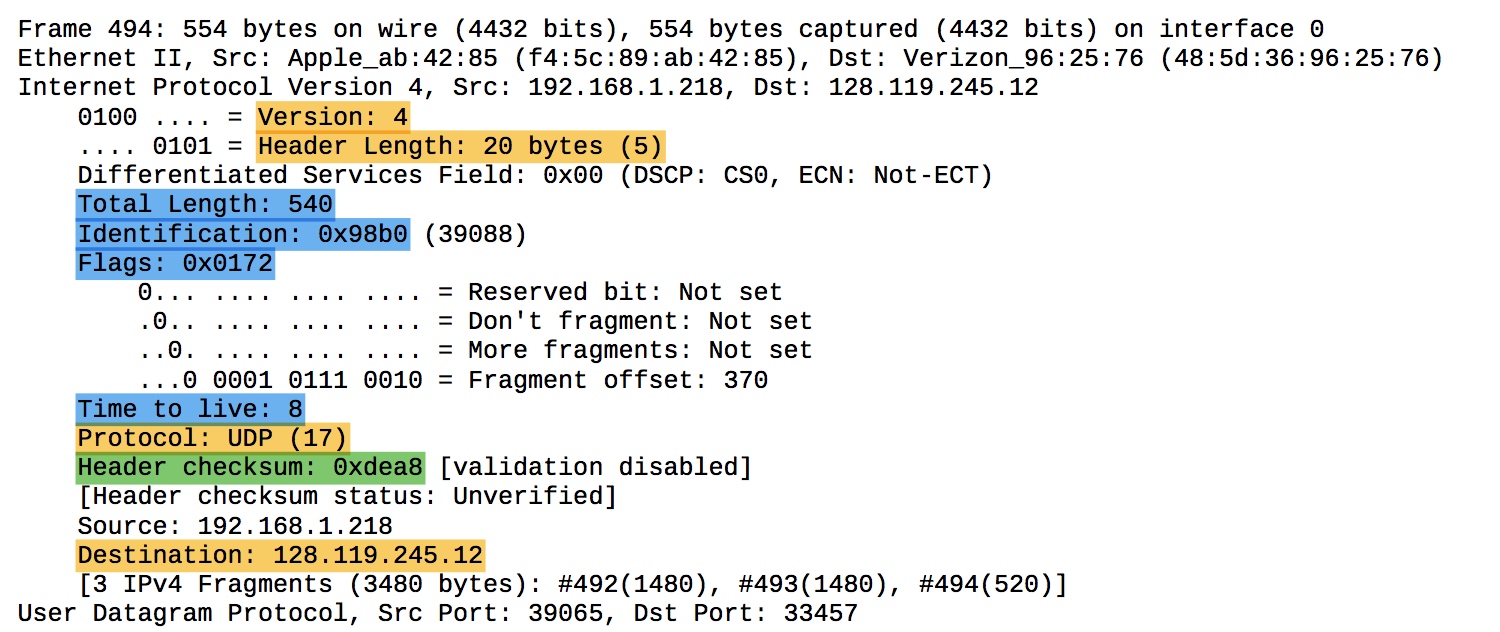 Frame 494: 554 bytes on wire (4432 bits), 554 bytes captured (4432 bits) on interface 0
Ethernet II, Src: Apple_ab:42:85 (f4:5c:89:ab:42:85), Dst: Verizon_96:25:76 (48:5d:36:96:25:76)
Internet Protocol Version 4, Src: 192.168.1.218, Dst: 128.119.245.12
0100 .... = Version: 4
.... 0101 = Header Length: 20 bytes (5)
Differentiated Services Field: 0x00 (DSCP: CS0, ECN: Not-ECT)
Total Length: 540
Identification: 0x98b0 (39088)
Flags: 0x0172
0... .... .... .... = Reserved bit: Not set
.0.. .... .... .... = Don't fragment: Not set
..0. .... .... .... = More fragments: Not set
...0 0001 0111 0010 = Fragment offset: 370
Time to live: 8
Protocol: UDP (17)
Header checksum: 0xdea8 [validation disabled]
[Header checksum status: Unverified]
Source: 192.168.1.218
Destination: 128.119.245.12
[3 IPv4 Fragments (3480 bytes): #492(1480), #493(1480), #494(520)]
User Datagram Protocol, Src Port: 39065, Dst Port: 33457